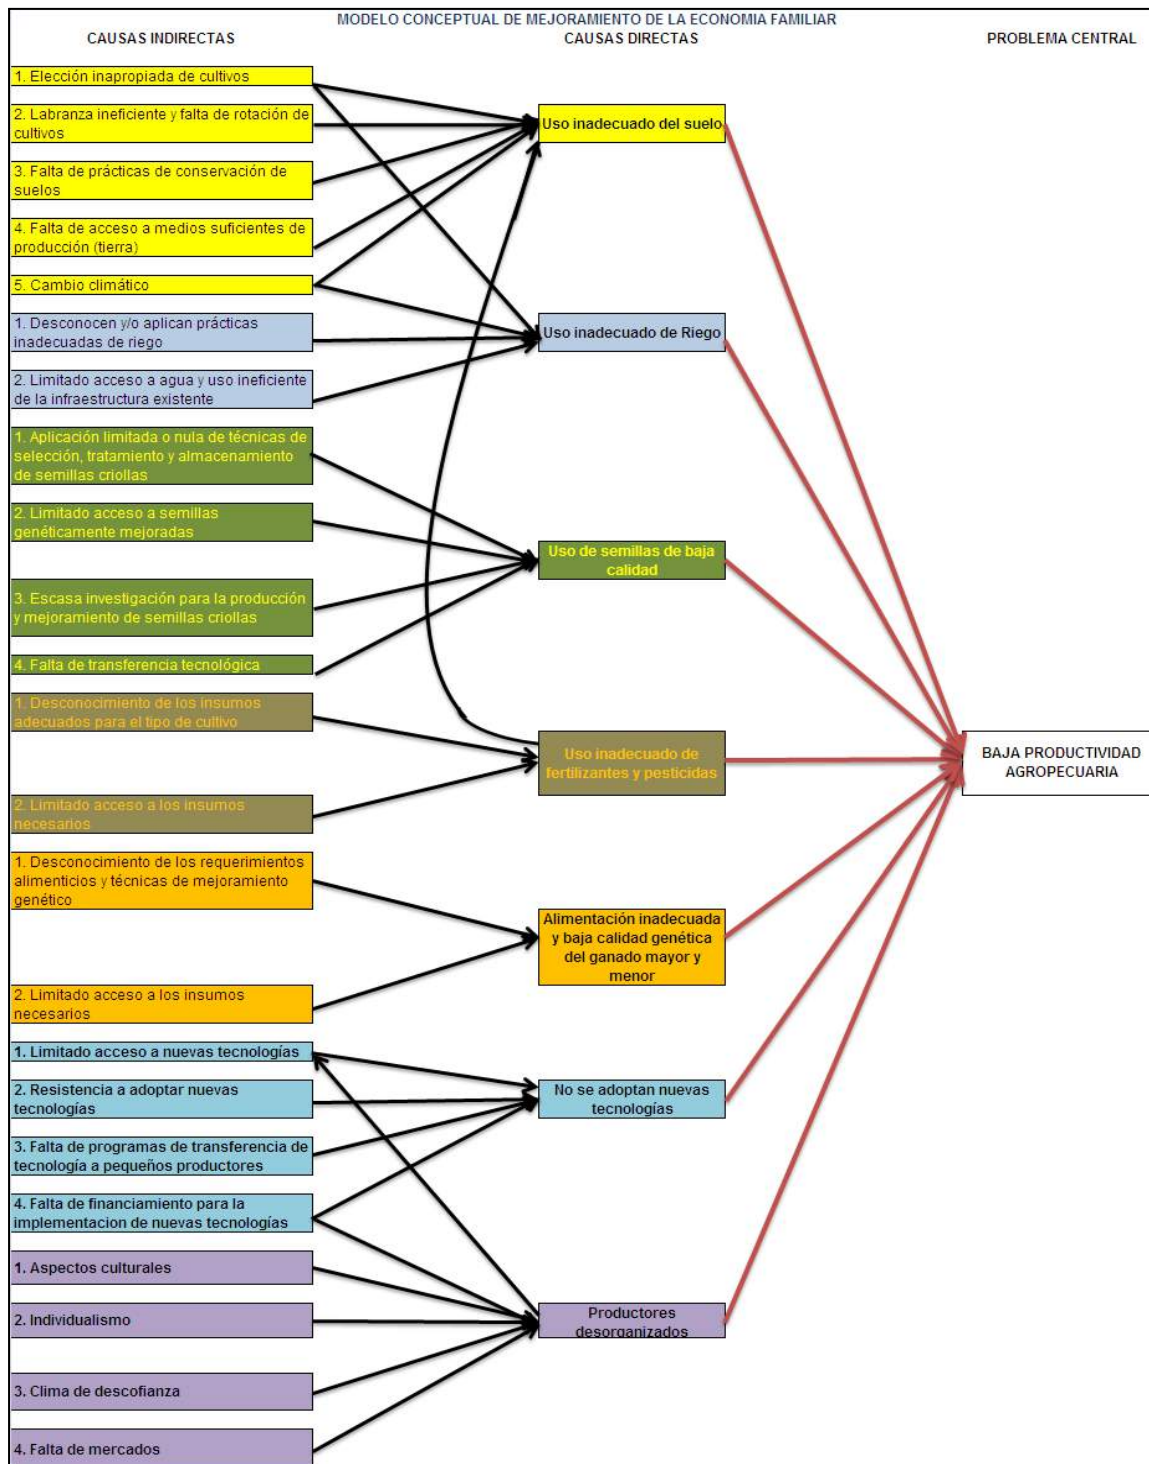 MODELO CONCEPTUAL DE MEJORAMIENTO DE LA ECONOMIA FAMILIAR
CAUSAS INDIRECTAS
CAUSAS DIRECTAS
PROBLEMA CENTRAL
1. Elección inapropiada de cultivos
2. Labranza ineficiente y falta de rotación de
cultivos
3. Falta de prácticas de conservación de
suelos
4. Falta de acceso a medios suficientes de
producción (tierra)
5. Cambio climático
1. Desconocen y/o aplican prácticas
inadecuadas de riego
2. Limitado acceso a agua y uso ineficiente
de la infraestructura existente
1. Aplicación limitada o nula de técnicas de
selección, tratamiento y almacenamiento
de semillas criollas
2. Limitado acceso a semillas
genéticamente mejoradas
3. Escasa investigación para la producción
y mejoramiento de semillas criollas
4. Falta de transferencia tecnológica
1. Desconocimiento de los insumos
adecuados para el tipo de cultivo
2. Limitado acceso a los insumos
necesarios
1. Desconocimiento de los requerimientos
alimenticios y técnicas de mejoramiento
genético
2. Limitado acceso a los insumos
necesarios
1. Limitado acceso a nuevas tecnologías
2. Resistencia a adoptar nuevas
tecnologías
3. Falta de programas de transferencia de
tecnología a pequeños productores
4. Falta de financiamiento para la
implementacion de nuevas tecnologías
1. Aspectos culturales
2. Individualismo
3. Clima de descofianza
4. Falta de mercados
Uso inadecuado del suelo
Uso inadecuado de Riego
Uso de semillas de baja
calidad
Uso inadecuado de
fertilizantes y pesticidas
Alimentación inadecuada
y baja calidad genética
del ganado mayor y
menor
No se adoptan nuevas
tecnologías
Productores
desorganizados
BAJA PRODUCTIVIDAD
AGROPECUARIA